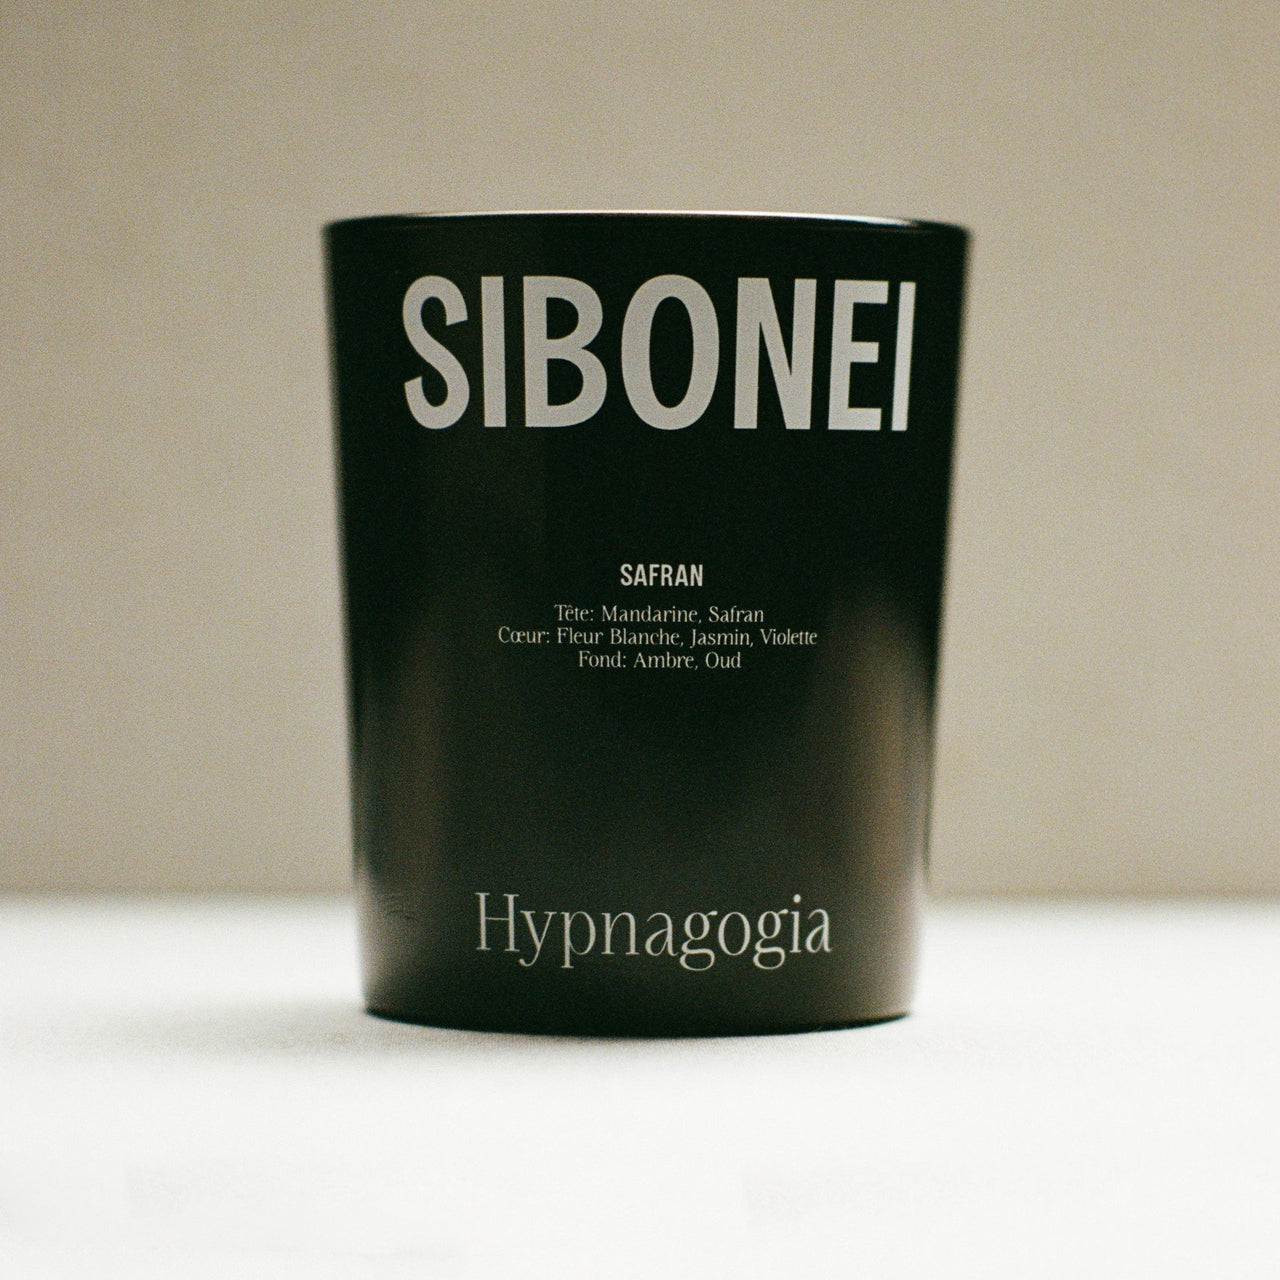 SIBONEI
SAFRAN
Tête: Mandarine, Safran
Cœur: Fleur Blanche, Jasmin, Violette
Fond: Ambre, Oud
Hypnagogia